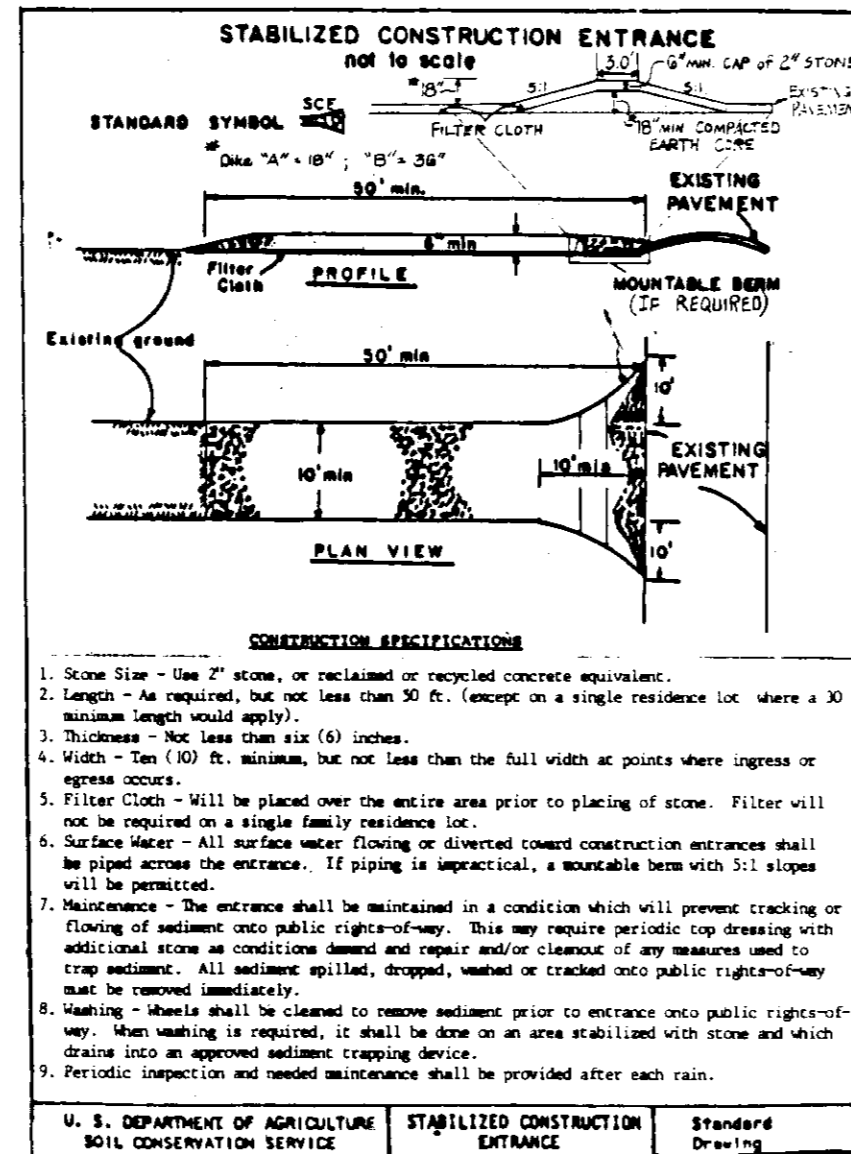 STABILIZED CONSTRUCTION ENTRANCE
not to scale
3.0'
6" MIN. CAP OF 2" STONE
*18"
5:1
5:1
EXISTING
PAVEMENT
SCE
STANDARD SYMBOL
FILTER CLOTH
*18" MIN COMPACTED
EARTH CORE
* Dike "A" = 18" ; "B" = 36"
50' min.
EXISTING
PAVEMENT
6" min
Filter
Cloth
PROFILE
MOUNTABLE BERM
(IF REQUIRED)
Existing ground
50' min
10'
10' min
10' min
EXISTING
PAVEMENT
10'
PLAN VIEW
CONSTRUCTION SPECIFICATIONS
1. Stone Size - Use 2" stone, or reclaimed or recycled concrete equivalent.
2. Length - As required, but not less than 50 ft. (except on a single residence lot where a 30
minimum length would apply).
3. Thickness - Not less than six (6) inches.
4. Width - Ten (10) ft. minimum, but not less than the full width at points where ingress or
egress occurs.
5. Filter Cloth - Will be placed over the entire area prior to placing of stone. Filter will
not be required on a single family residence lot.
6. Surface Water - All surface water flowing or diverted toward construction entrances shall
be piped across the entrance. If piping is impractical, a mountable berm with 5:1 slopes
will be permitted.
7. Maintenance - The entrance shall be maintained in a condition which will prevent tracking or
flowing of sediment onto public rights-of-way. This may require periodic top dressing with
additional stone as conditions demand and repair and/or cleanout of any measures used to
trap sediment. All sediment spilled, dropped, washed or tracked onto public rights-of-way
must be removed immediately.
8. Washing - Wheels shall be cleaned to remove sediment prior to entrance onto public rights-of-
way. When washing is required, it shall be done on an area stabilized with stone and which
drains into an approved sediment trapping device.
9. Periodic inspection and needed maintenance shall be provided after each rain.
U. S. DEPARTMENT OF AGRICULTURE
SOIL CONSERVATION SERVICE
STABILIZED CONSTRUCTION
ENTRANCE
Standard
Drawing